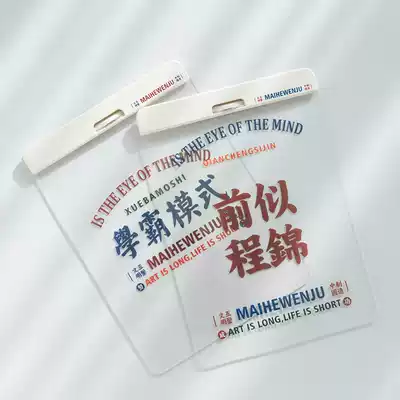 MAIHEWENJU
IS THE EYE OF THE MIND
XUEBAMOSHI
學霸模式
MAIHEWENJU
ART IS LONG,LIFE IS SHORT
MAIHEWENJU
IS THE EYE OF THE MIND
QIANCHENGSIJIN
前似
程錦
MAIHEWENJU
ART IS LONG,LIFE IS SHORT